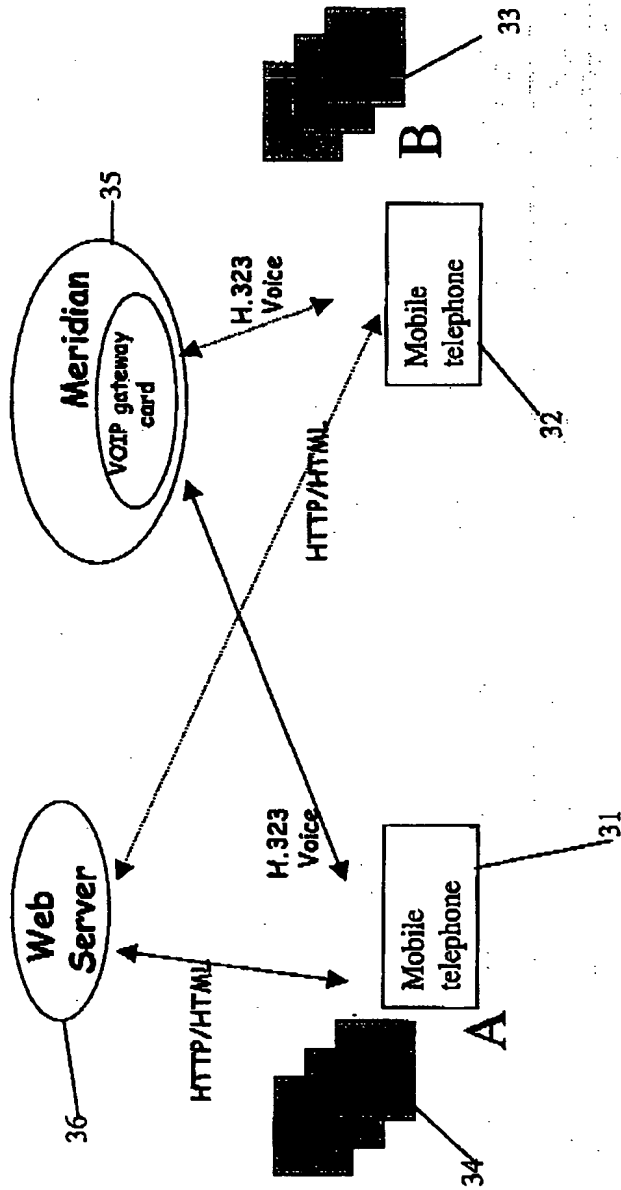 36
Web
Server
35
Meridian
VOIP gateway
card
HTTP/HTML
H.323
Voice
HTTP/HTML
H.323
Voice
34
A
Mobile
telephone
31
Mobile
telephone
32
B
33